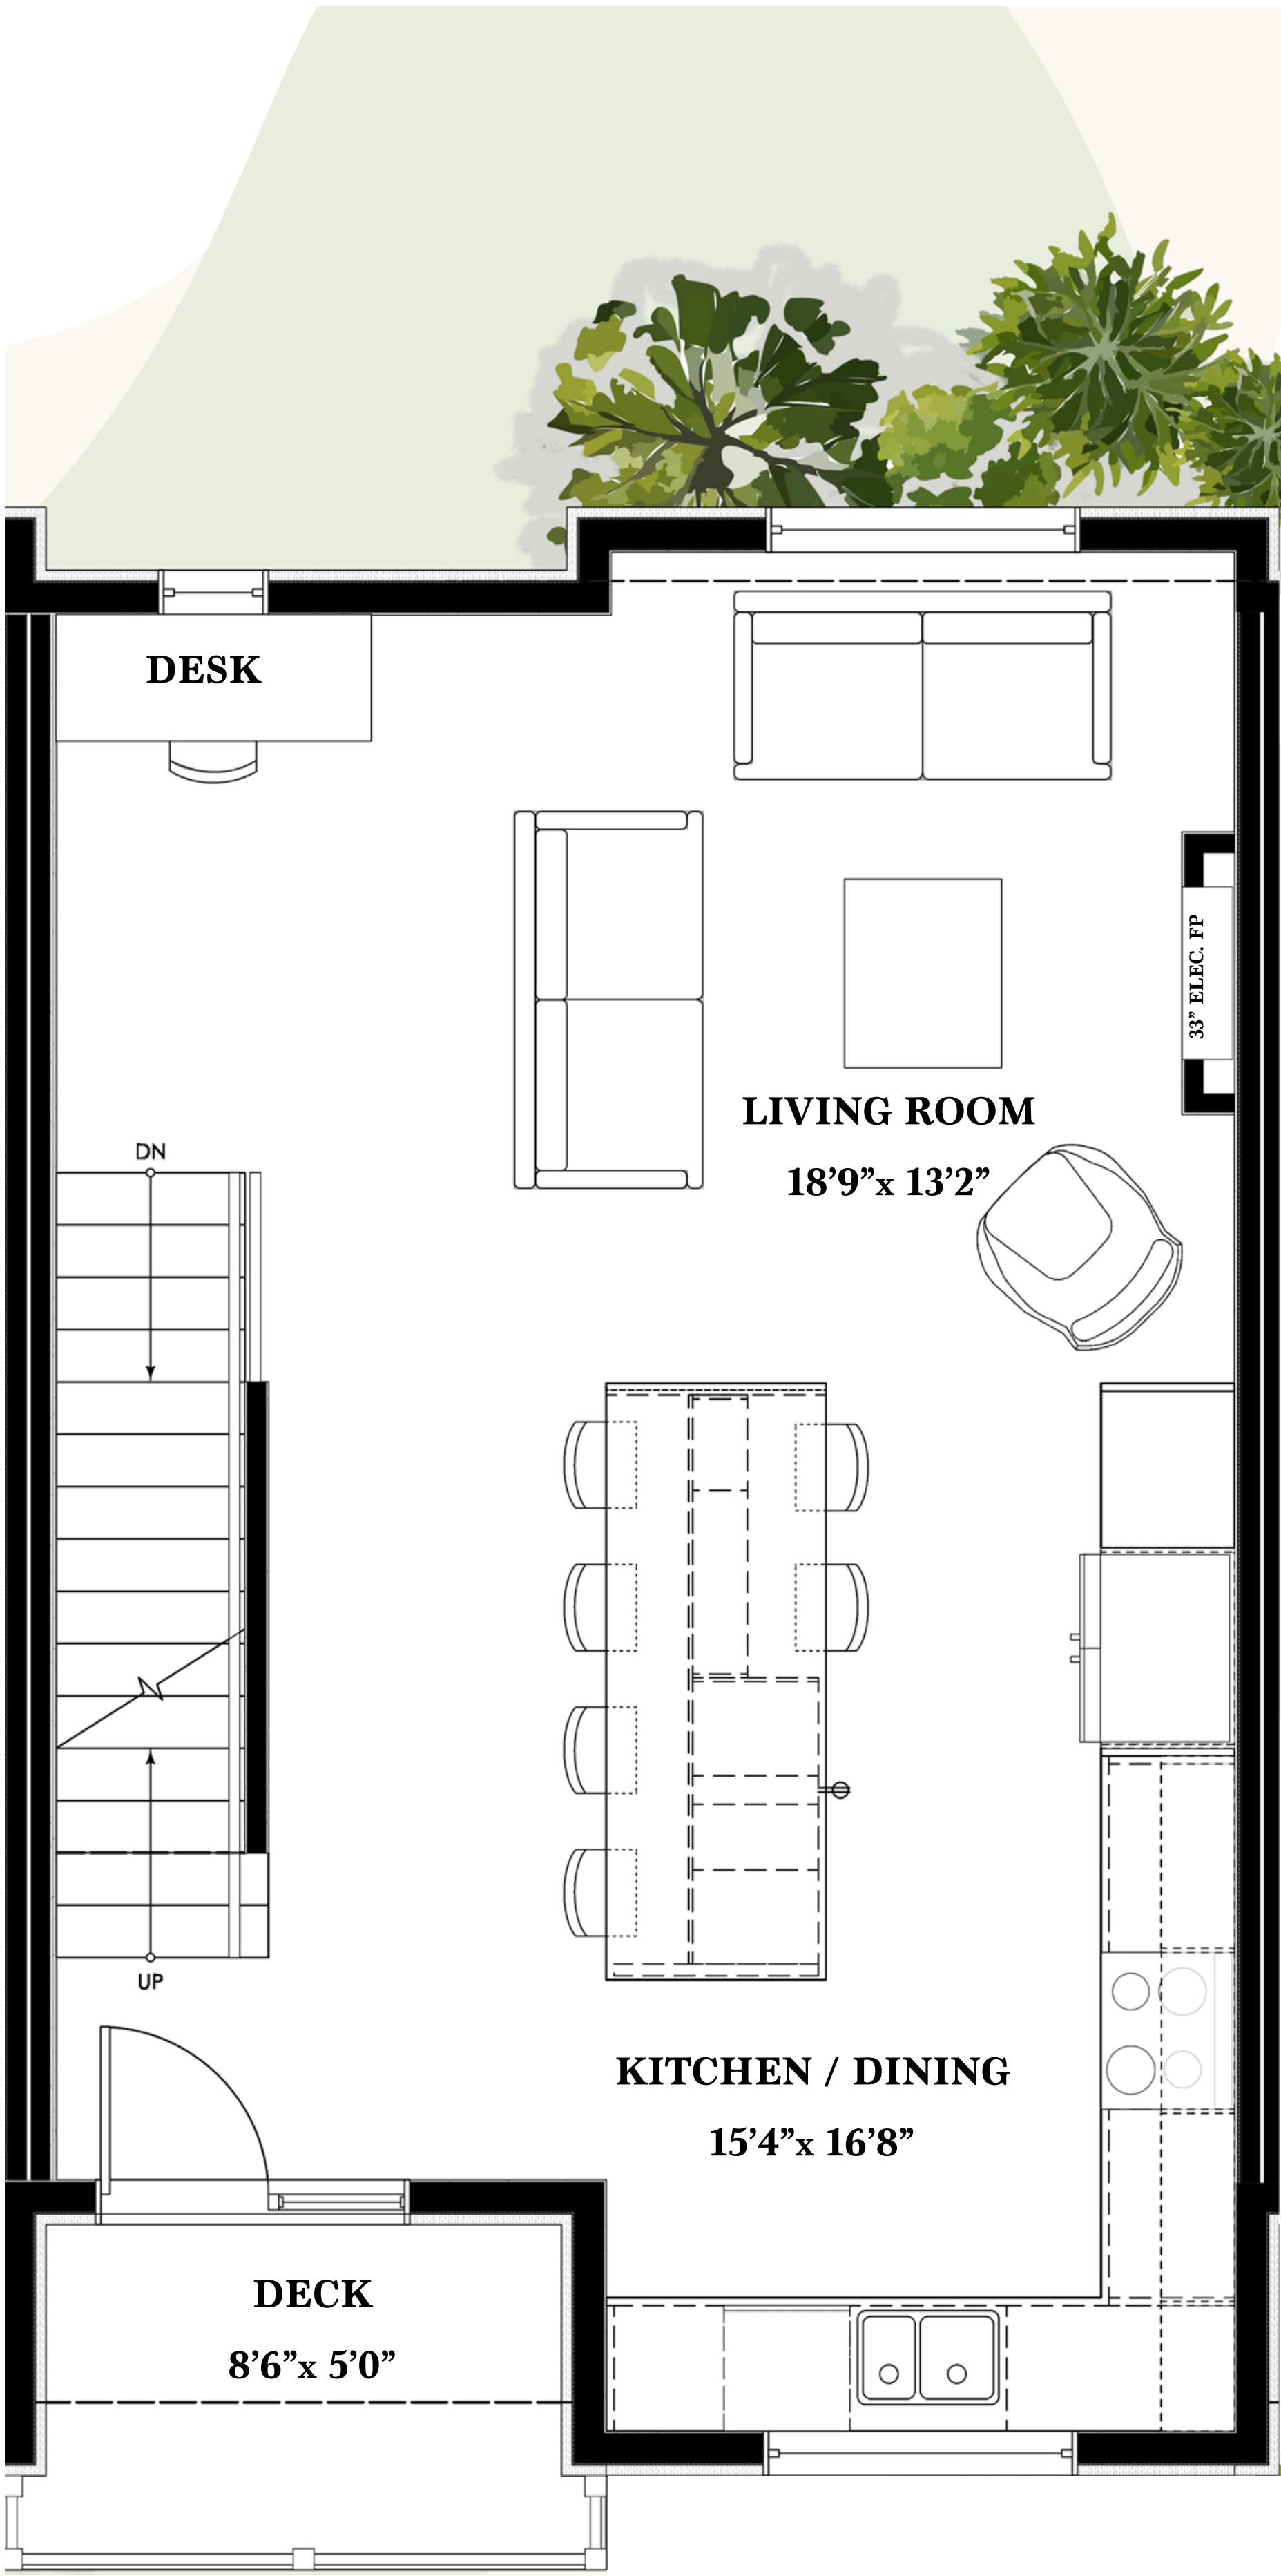 DESK
33” ELEC. FP
LIVING ROOM
18’9”x 13’2”
DN
UP
KITCHEN / DINING
15’4”x 16’8”
DECK
8’6”x 5’0”